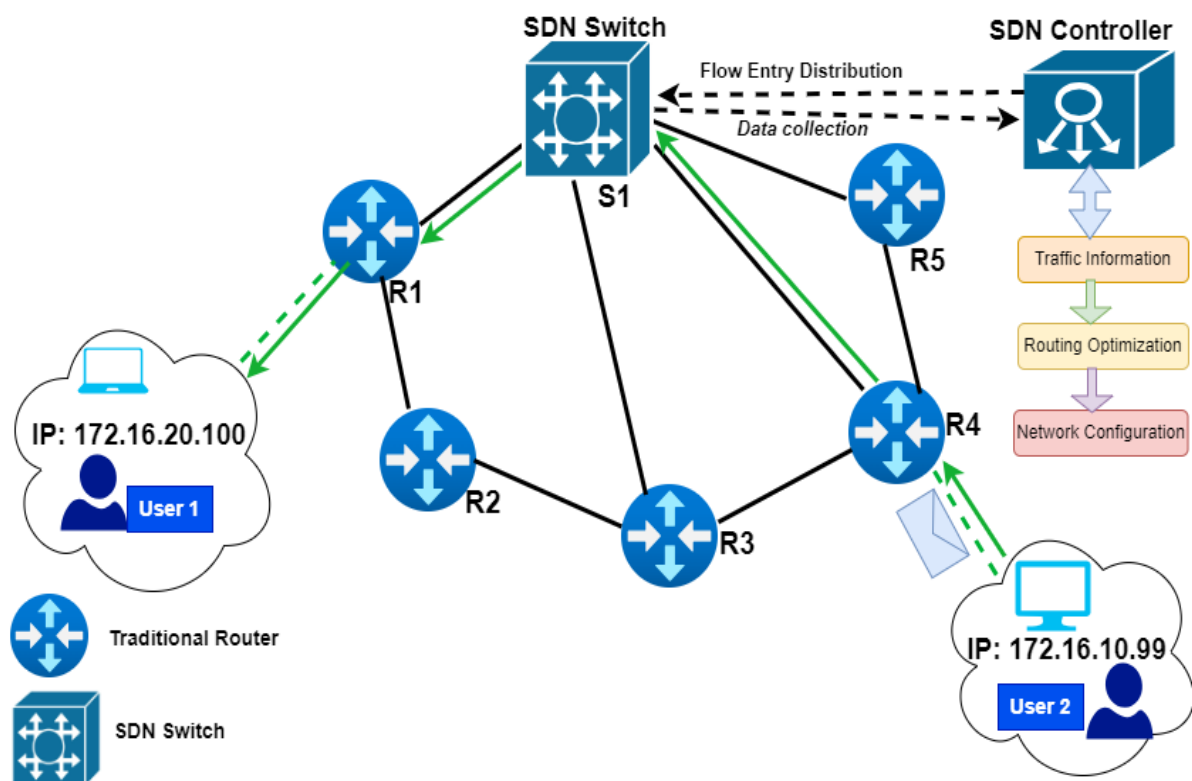 SDN Switch
SDN Controller
Flow Entry Distribution
Data collection
S1
R1
R5
Traffic Information
Routing Optimization
Network Configuration
R4
IP: 172.16.20.100
User 1
R2
R3
Traditional Router
IP: 172.16.10.99
User 2
SDN Switch